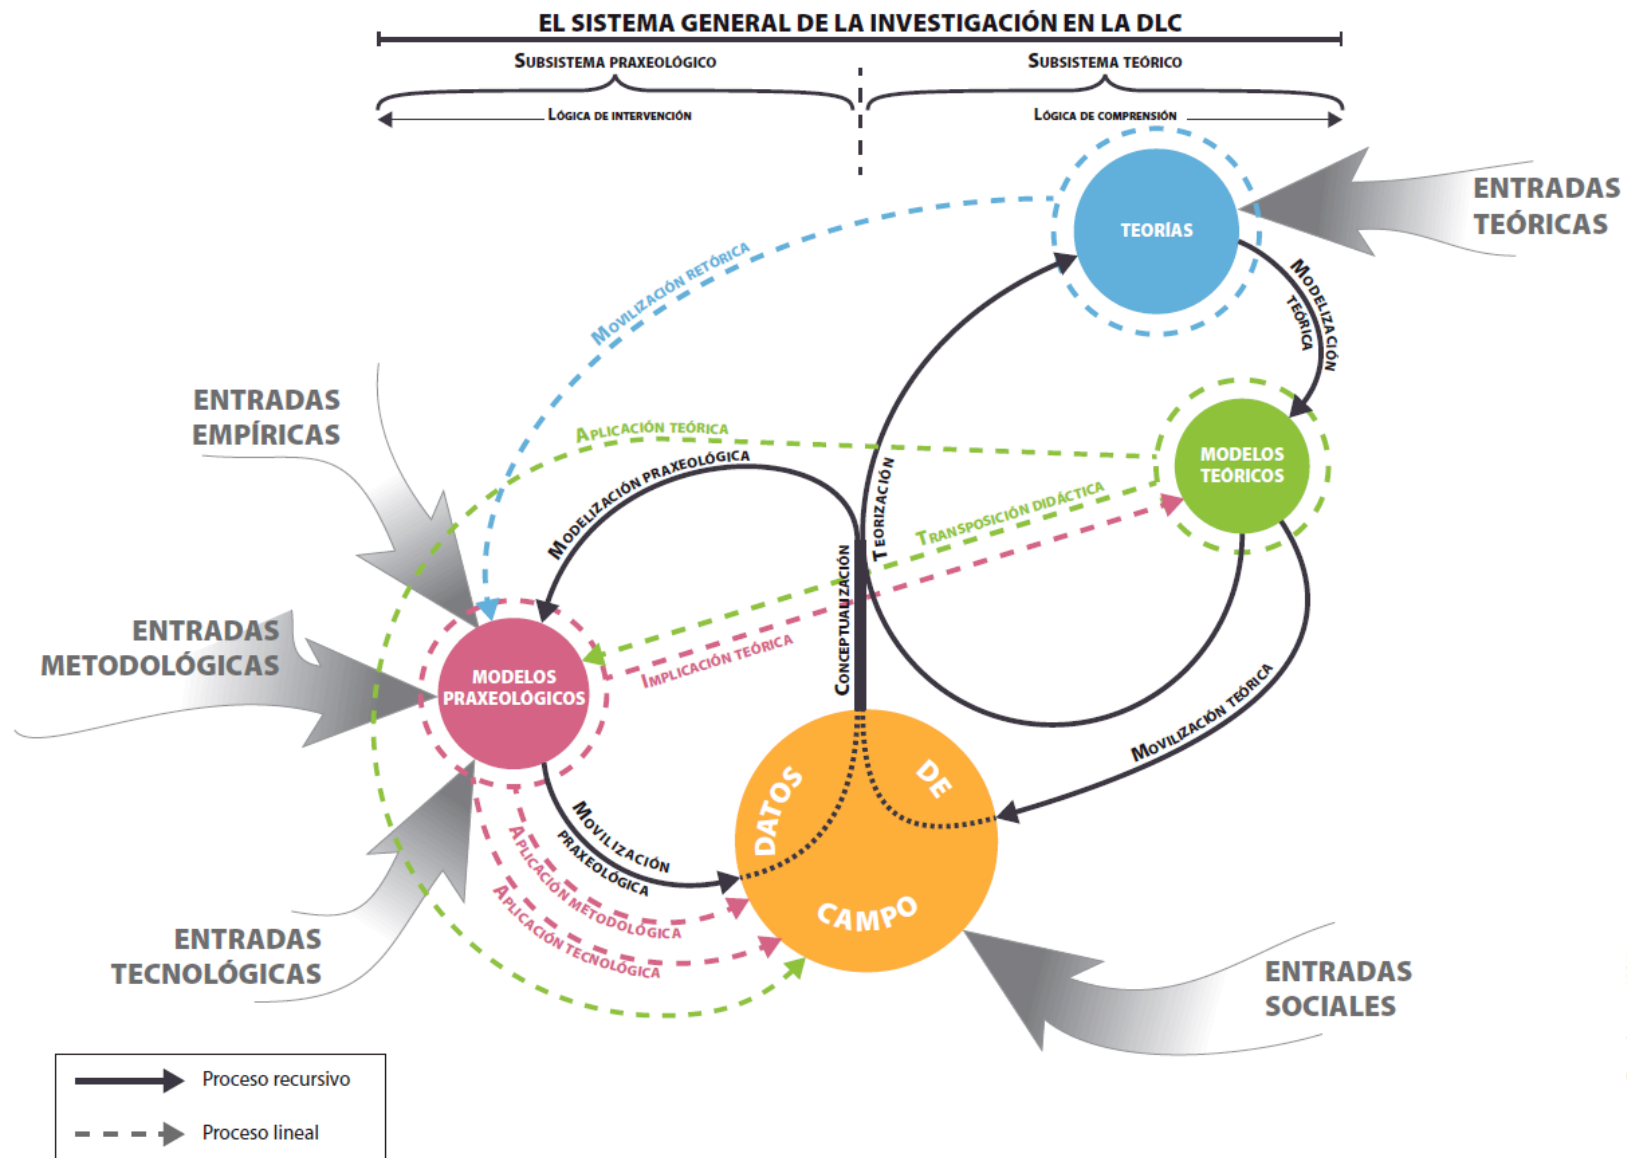 EL SISTEMA GENERAL DE LA INVESTIGACIÓN EN LA DLC
SUBSISTEMA PRAXEOLÓGICO
SUBSISTEMA TEÓRICO
LÓGICA DE INTERVENCIÓN
LÓGICA DE COMPRENSIÓN
ENTRADAS
TEÓRICAS
TEORÍAS
MOVILIZACIÓN RETÓRICA
MODELIZACIÓN
TEÓRICA
ENTRADAS
EMPÍRICAS
APLICACIÓN TEÓRICA
MODELIZACIÓN PRAXEOLÓGICA
TEORIZACIÓN
MODELOS
TEÓRICOS
TRANSPOSICIÓN DIDÁCTICA
CONCEPTUALIZACIÓN
IMPLICACIÓN TEÓRICA
ENTRADAS
METODOLÓGICAS
MODELOS
PRAXEOLÓGICOS
MOVILIZACIÓN TEÓRICA
DATOS
DE
CAMPO
MOVILIZACIÓN
PRAXEOLÓGICA
APLICACIÓN METODOLÓGICA
APLICACIÓN TECNOLÓGICA
ENTRADAS
TECNOLÓGICAS
ENTRADAS
SOCIALES
Proceso recursivo
Proceso lineal